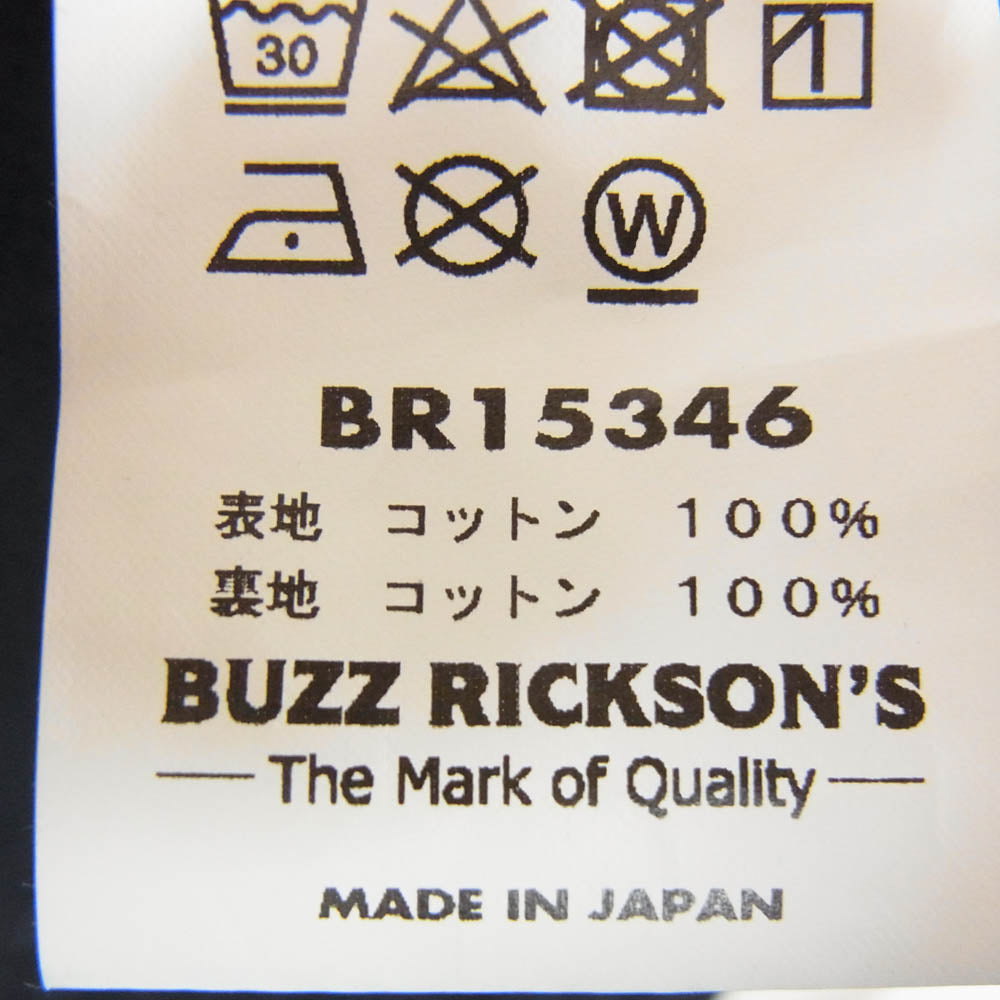 30
W
BR15346
表地 コットン 100%
裏地 コットン 100%
BUZZ RICKSON'S
The Mark of Quality
MADE IN JAPAN